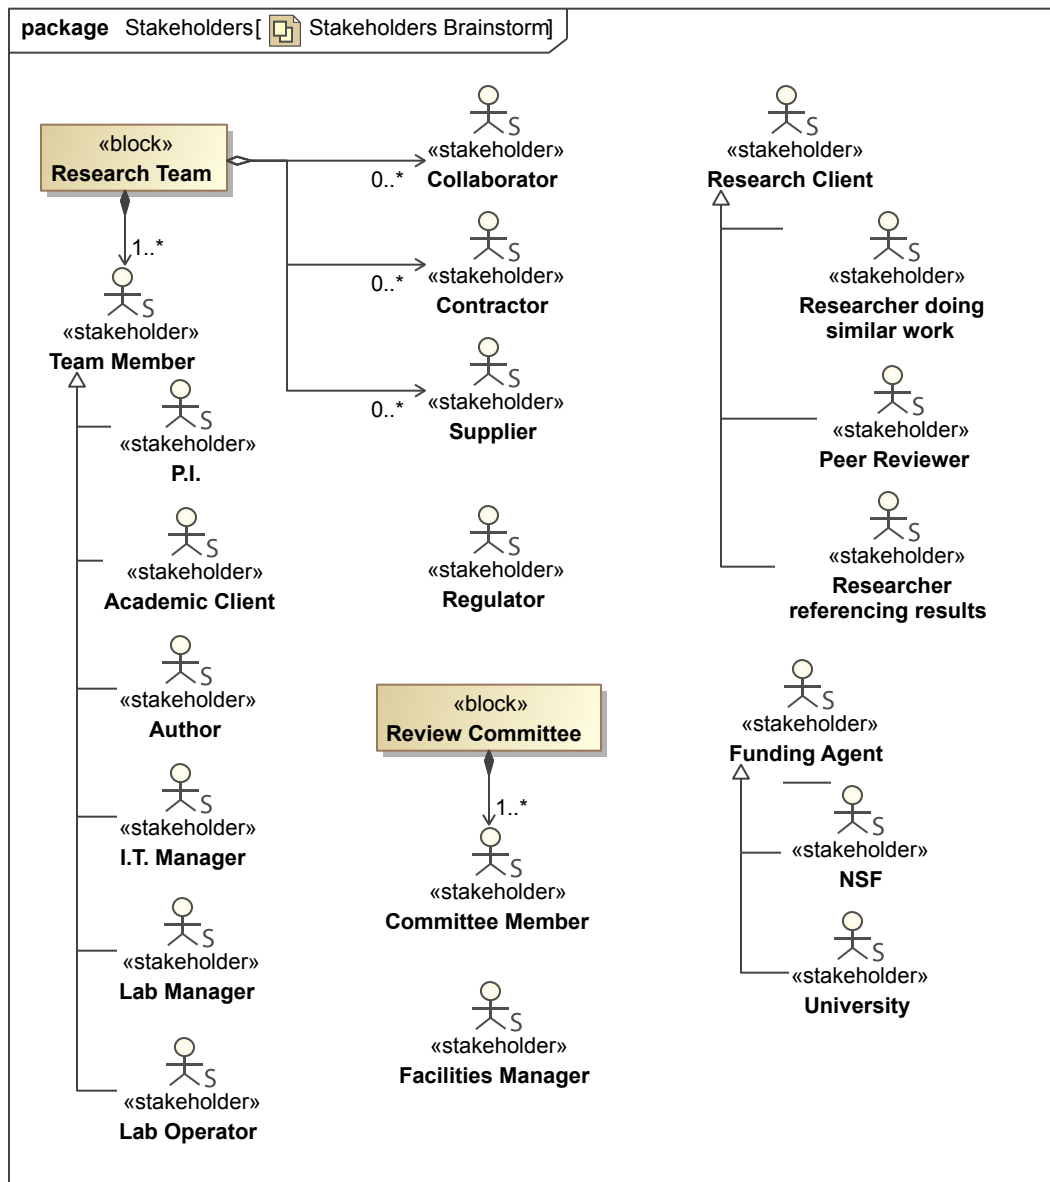 package Stakeholders[ Stakeholders Brainstorm]
«block»
Research Team
1..*
S
«stakeholder»
Team Member
S
«stakeholder»
P.I.
S
«stakeholder»
Academic Client
S
«stakeholder»
Author
S
«stakeholder»
I.T. Manager
S
«stakeholder»
Lab Manager
S
«stakeholder»
Lab Operator
S
«stakeholder»
0..*
Collaborator
S
«stakeholder»
0..*
Contractor
S
«stakeholder»
0..*
Supplier
S
«stakeholder»
Regulator
«block»
Review Committee
1..*
S
«stakeholder»
Committee Member
S
«stakeholder»
Facilities Manager
S
«stakeholder»
Research Client
S
«stakeholder»
Researcher doing
similar work
S
«stakeholder»
Peer Reviewer
S
«stakeholder»
Researcher
referencing results
S
«stakeholder»
Funding Agent
S
«stakeholder»
NSF
S
«stakeholder»
University